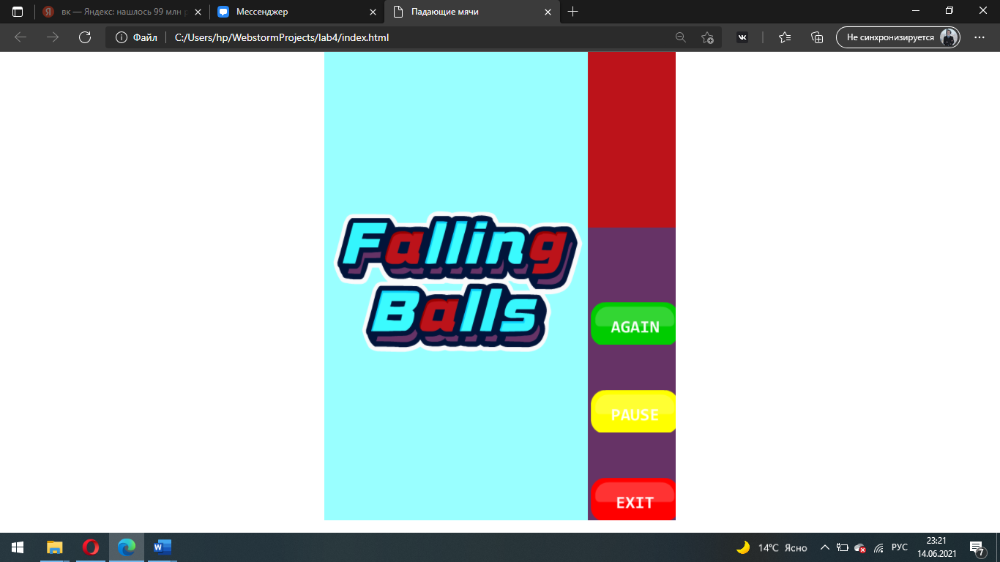 вк — Яндекс: нашлось 99 млн
Мессенджер
Падающие мячи
Файл
C:/Users/hp/WebstormProjects/lab4/index.html
Не синхронизируется
Falling
Balls
AGAIN
PAUSE
EXIT
14°C Ясно
РУС
23:21
14.06.2021
7